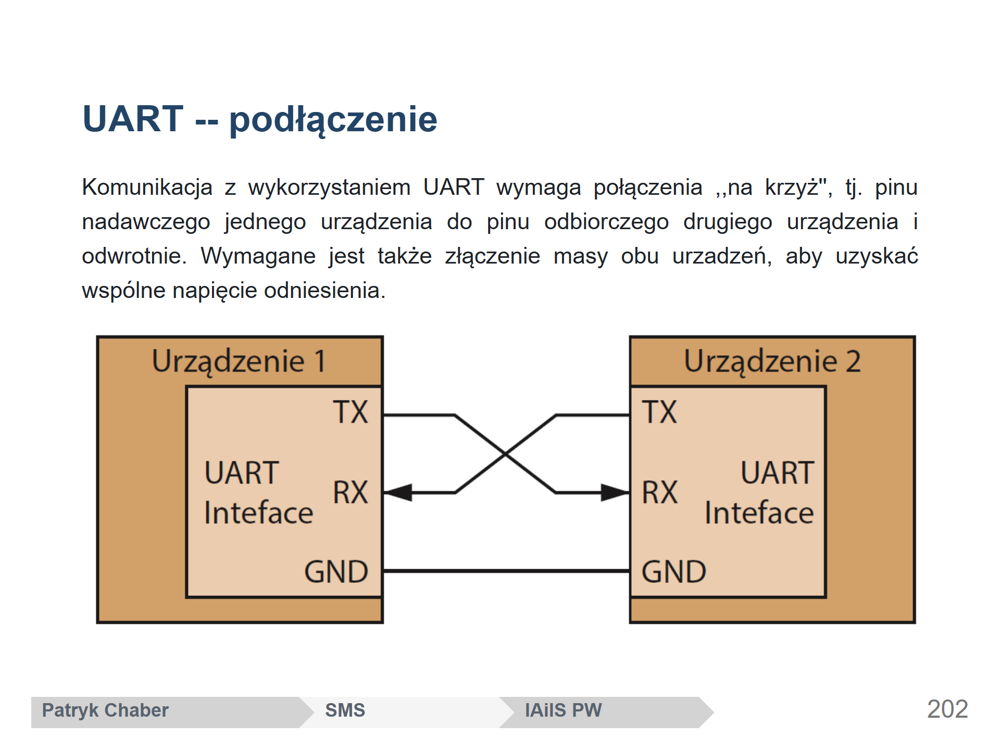 UART -- podłączenie
Komunikacja z wykorzystaniem UART wymaga połączenia ,,na krzyż", tj. pinu
nadawczego jednego urządzenia do pinu odbiorczego drugiego urządzenia i
odwrotnie. Wymagane jest także złączenie masy obu urzadzeń, aby uzyskać
wspólne napięcie odniesienia.
Urządzenie 1
TX
UART
Inteface
RX
GND
Urządzenie 2
TX
RX
UART
Inteface
GND
Patryk Chaber
SMS
IAiIS PW
202